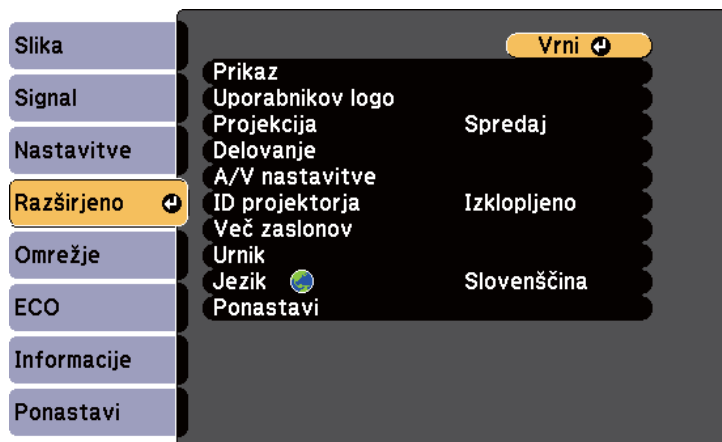 Slika
Signal
Nastavitve
Razširjeno
Omrežje
ECO
Informacije
Ponastavi
Vrni
Prikaz
Uporabnikov logo
Projekcija Spredaj
Delovanje
A/V nastavitve
ID projektorja Izklopljeno
Več zaslonov
Urnik
Jezik Slovenščina
Ponastavi